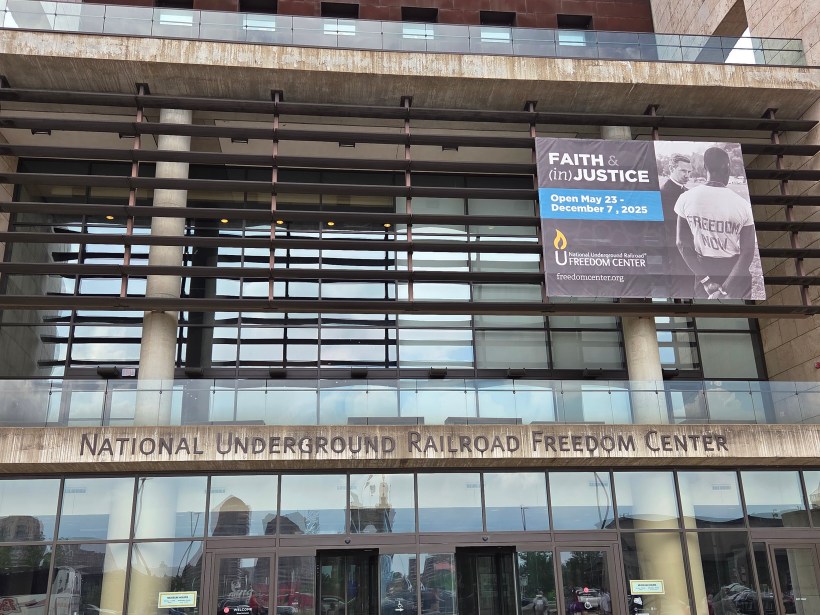 FAITH &
(in)JUSTICE
Open May 23 -
December 7, 2025
FREEDOM
NOW
National Underground Railroad
FREEDOM CENTER
freedomcenter.org
NATIONAL UNDERGROUND RAILROAD FREEDOM CENTER
WELCOME